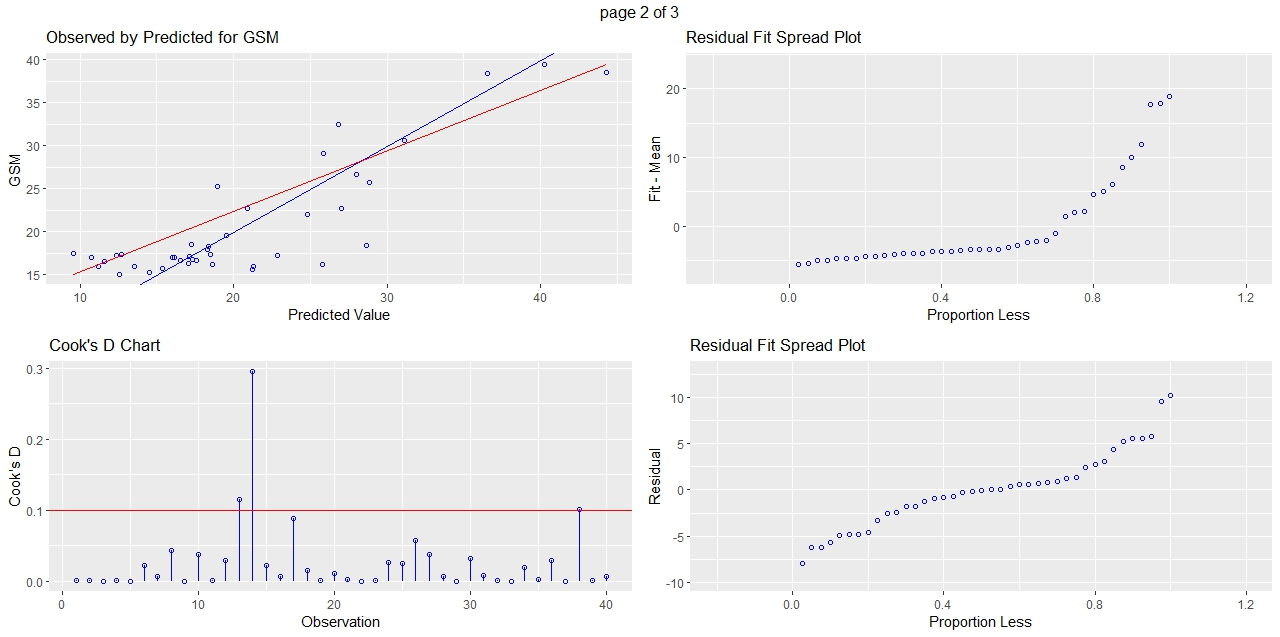 page 2 of 3
Observed by Predicted for GSM
GSM
40
35
30
25
20
15
10 20 30 40
Predicted Value
Residual Fit Spread Plot
Fit - Mean
20
10
0
0.0 0.4 0.8 1.2
Proportion Less
Cook's D Chart
Cook's D
0.3
0.2
0.1
0.0
0 10 20 30 40
Observation
Residual Fit Spread Plot
Residual
10
5
0
-5
-10
0.0 0.4 0.8 1.2
Proportion Less